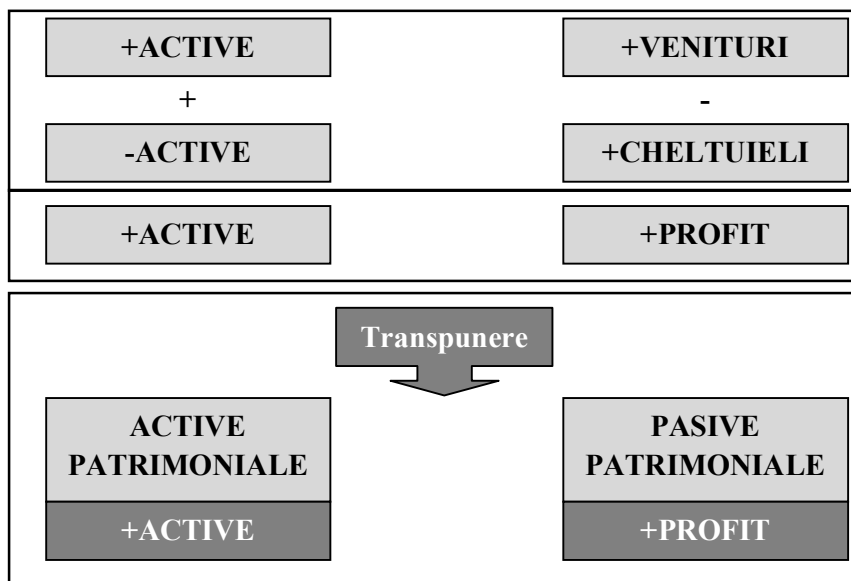 +ACTIVE
+VENITURI
+
-
-ACTIVE
+CHELTUIELI
+ACTIVE
+PROFIT
Transpunere
ACTIVE
PATRIMONIALE
PASIVE
PATRIMONIALE
+ACTIVE
+PROFIT